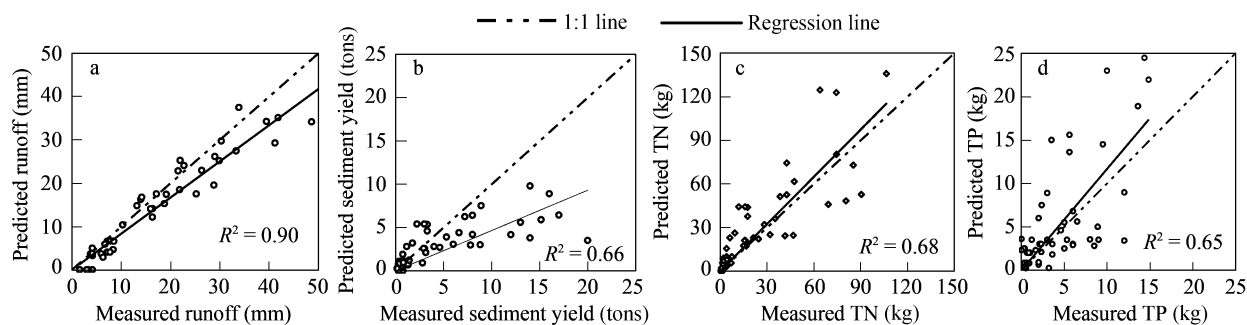 1:1 line Regression line
a
Predicted runoff (mm)
50
40
30
20
10
0
R² = 0.90
0 10 20 30 40 50
Measured runoff (mm)
b
Predicted sediment yield (tons)
25
20
15
10
5
0
R² = 0.66
0 5 10 15 20 25
Measured sediment yield (tons)
c
Predicted TN (kg)
150
120
90
60
30
0
R² = 0.68
0 30 60 90 120 150
Measured TN (kg)
d
Predicted TP (kg)
25
20
15
10
5
0
R² = 0.65
0 5 10 15 20 25
Measured TP (kg)